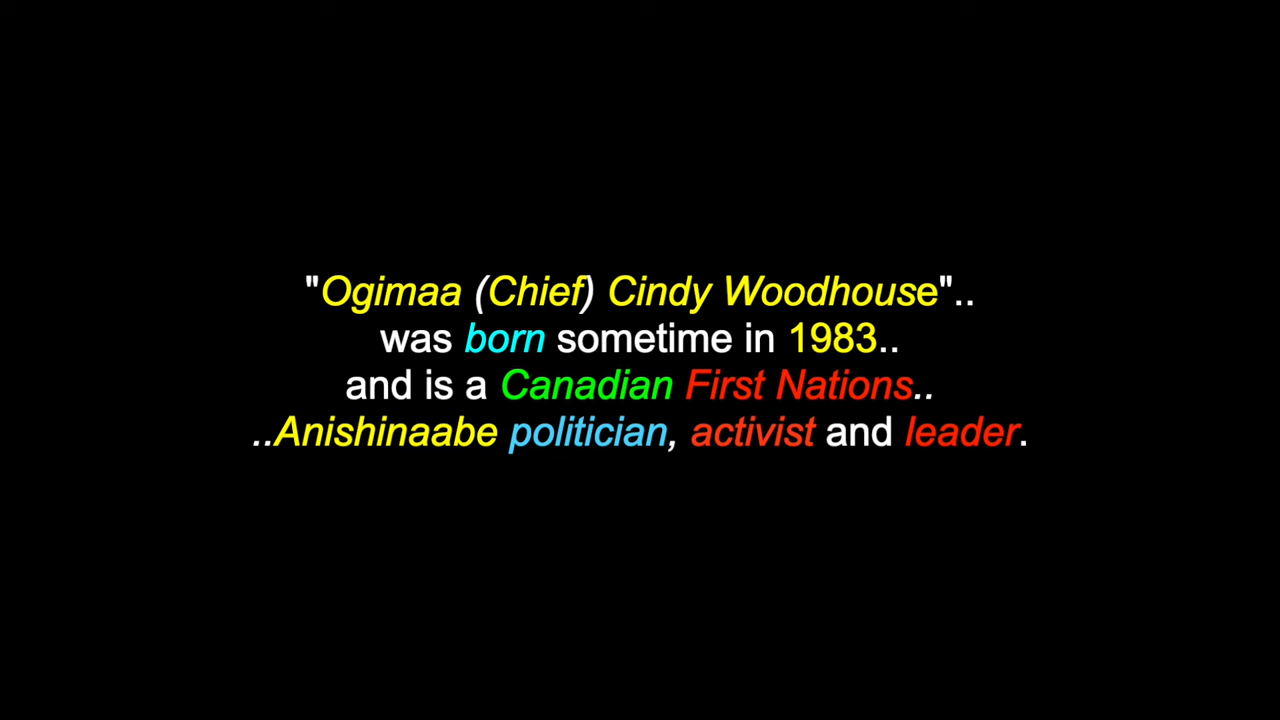 "Ogimaa (Chief) Cindy Woodhouse"..
was born sometime in 1983..
and is a Canadian First Nations..
..Anishinaabe politician, activist and leader.